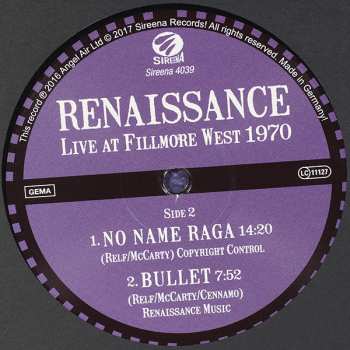 This record ℗ 2016 Angel Air Ltd © 2017 Sireena Records! All rights reserved. Made in Germany!
SIREENA
Sireena 4039
RENAISSANCE
LIVE AT FILLMORE WEST 1970
GEMA
LC 11127
SIDE 2
1. NO NAME RAGA 14:20
(RELF/MCCARTY) COPYRIGHT CONTROL
2. BULLET 7:52
(RELF/MCCARTY/CENNAMO)
RENAISSANCE MUSIC